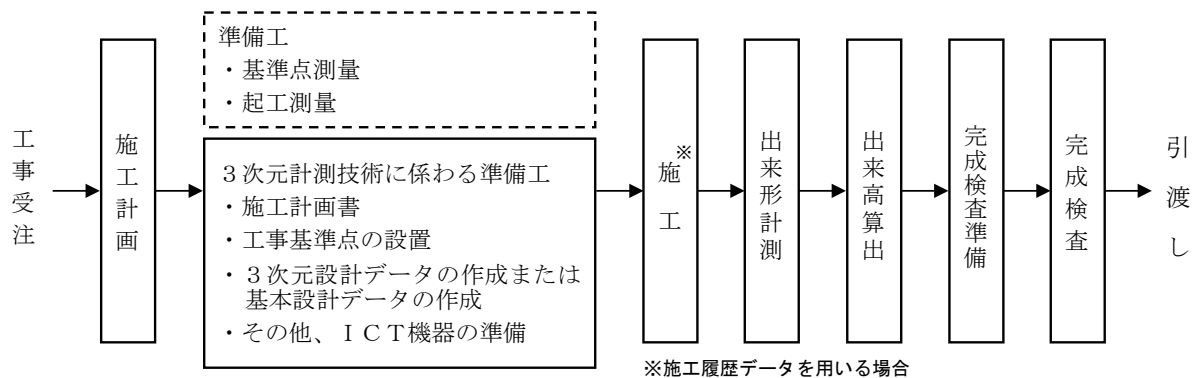 工事受注
施工計画
準備工
・基準点測量
・起工測量
３次元計測技術に係わる準備工
・施工計画書
・工事基準点の設置
・３次元設計データの作成または
基本設計データの作成
・その他、ＩＣＴ機器の準備
施工※
出来形計測
出来高算出
完成検査準備
完成検査
引渡し
※施工履歴データを用いる場合